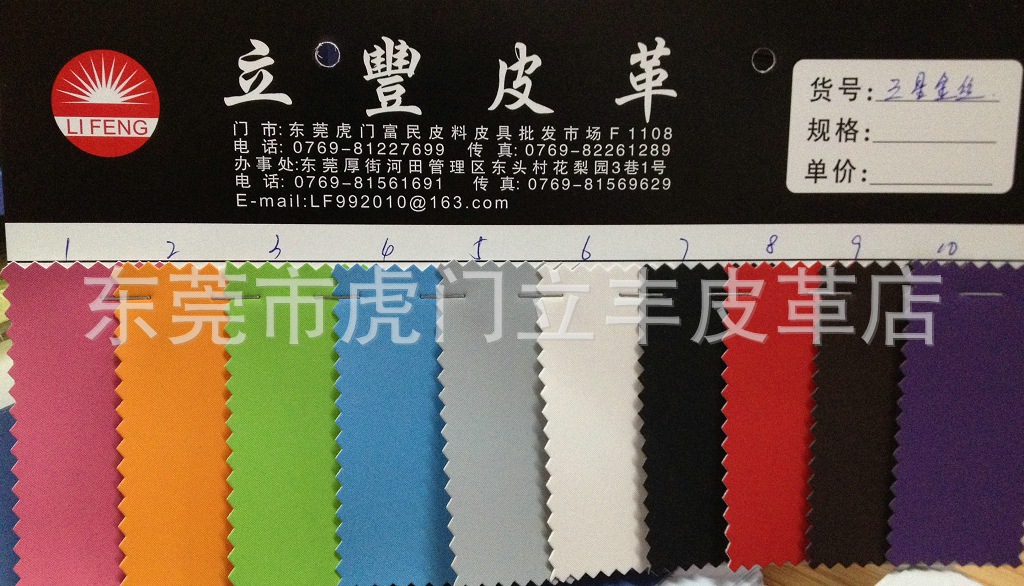 LI FENG
立豐皮革
门市:东莞虎门富民皮料皮具批发市场F1108
电话:0769-81227699 传真:0769-82261289
办事处:东莞厚街河田管理区东头村花梨园3巷1号
电话:0769-81561691 传真:0769-81569629
E-mail:LF992010@163.com
货号:五星金丝
规格:
单价:
1 2 3 4 5 6 7 8 9 10
东莞市虎门立丰皮革店